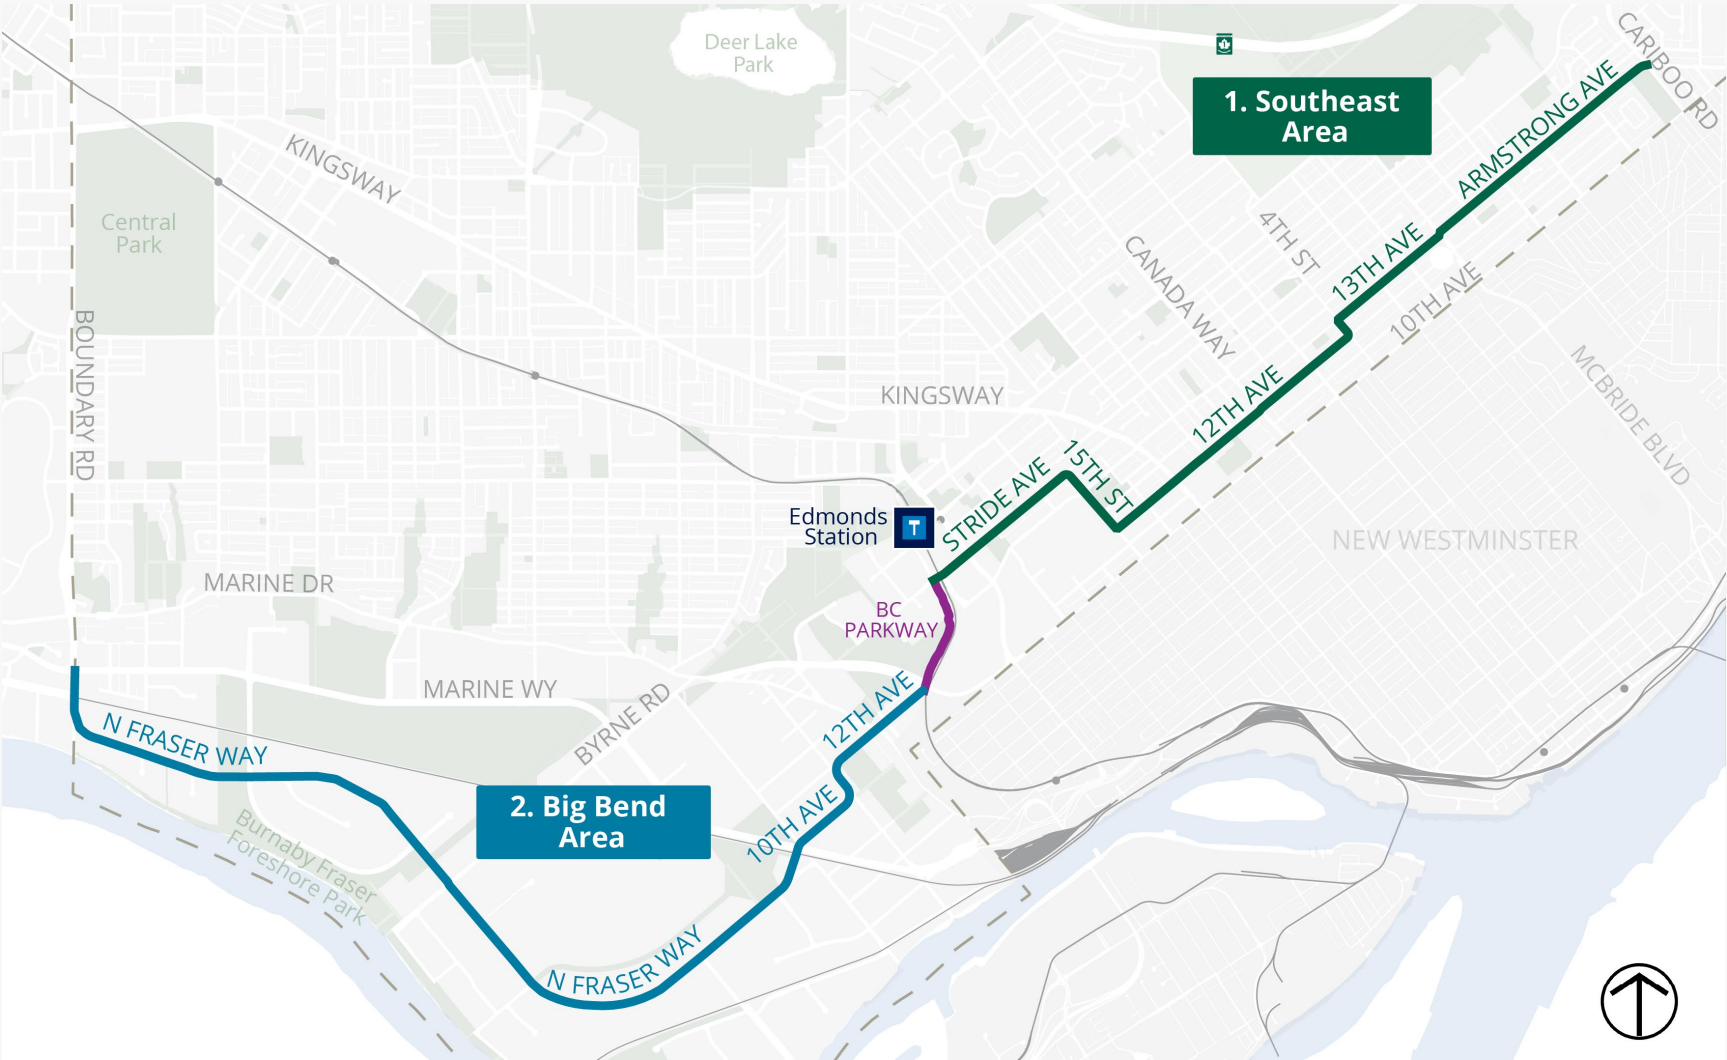 Deer Lake
Park
CARIBOO RD
1. Southeast
Area
ARMSTRONG AVE
KINGSWAY
Central
Park
4TH ST
CANADA WAY
13TH AVE
10TH AVE
BOUNDARY RD
MCBRIDE BLVD
KINGSWAY
12TH AVE
15TH ST
STRIDE AVE
Edmonds
Station
T
NEW WESTMINSTER
MARINE DR
BC
PARKWAY
MARINE WY
BYRNE RD
12TH AVE
N FRASER WAY
2. Big Bend
Area
10TH AVE
Burnaby Fraser
Foreshore Park
N FRASER WAY